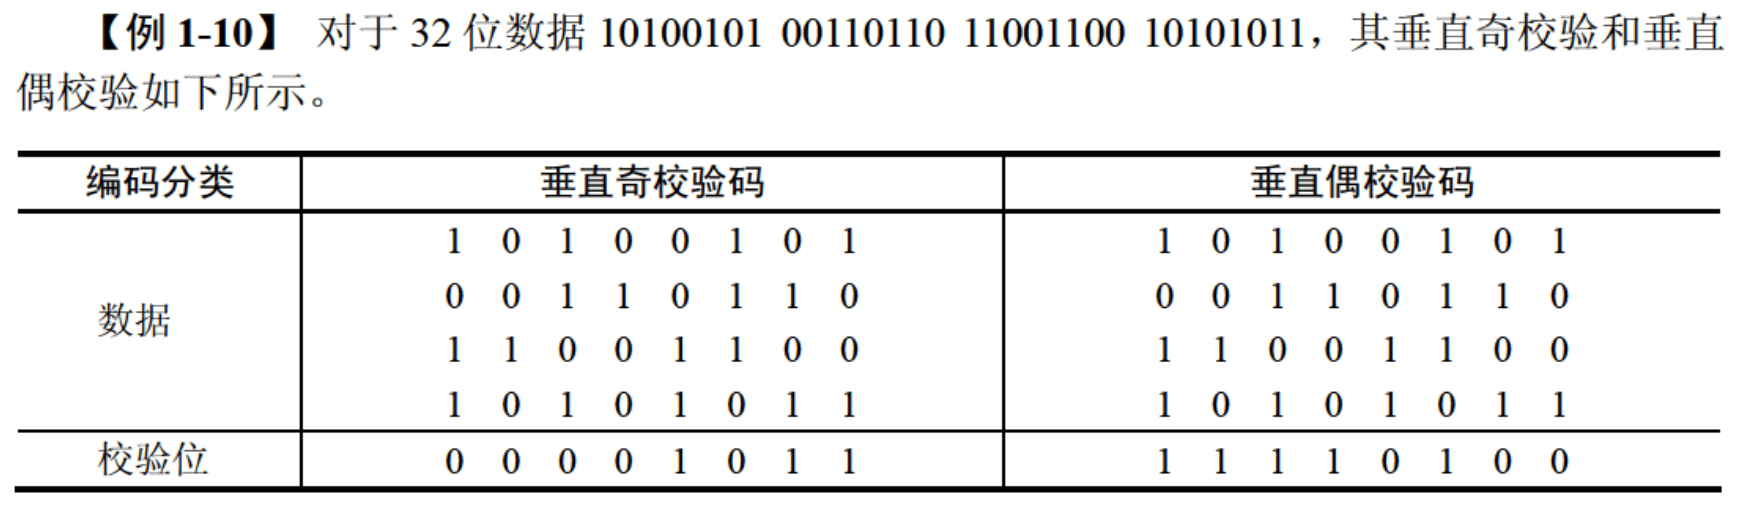 【例 1-10】 对于 32 位数据 10100101 00110110 11001100 10101011，其垂直奇校验和垂直
偶校验如下所示。
编码分类 垂直奇校验码 垂直偶校验码
1 0 1 0 0 1 0 1 1 0 1 0 0 1 0 1
0 0 1 1 0 1 1 0 0 0 1 1 0 1 1 0
数据
1 1 0 0 1 1 0 0 1 1 0 0 1 1 0 0
1 0 1 0 1 0 1 1 1 0 1 0 1 0 1 1
校验位 0 0 0 0 1 0 1 1 1 1 1 1 0 1 0 0